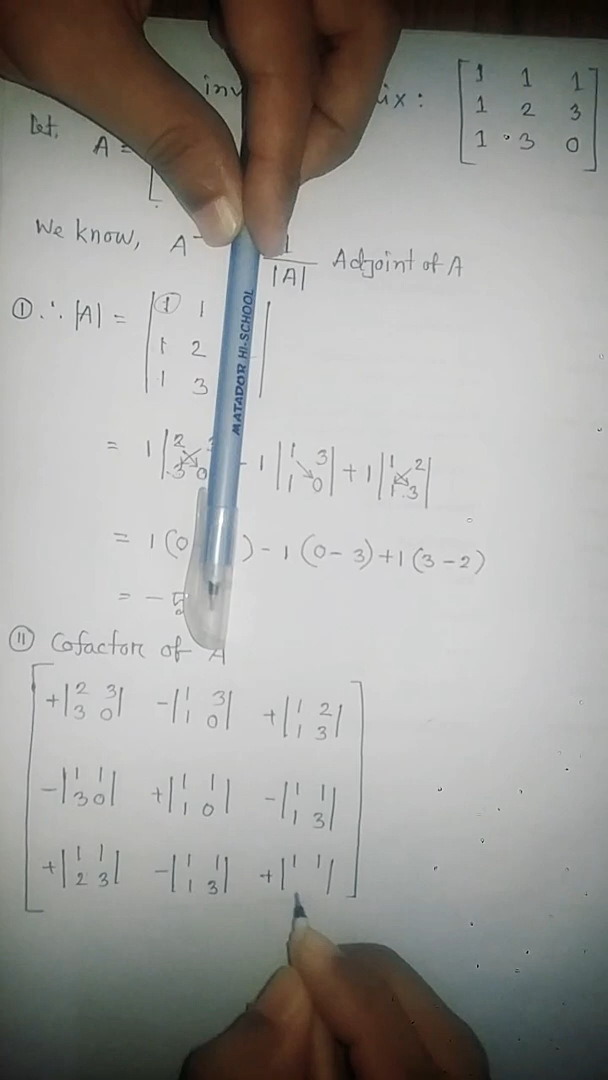 inv ix : [1 1 1
1 2 3
1 3 0]
Let, A =
We know, A⁻ 1/|A| Adjoint of A
① ∴ |A| = |1 1
1 2
1 3 |
= 1 |2 3 0 - 1 |1 3 1 0| + 1 |1 2 1 3|
= 1(0 ) - 1(0-3) + 1(3-2)
= - 5
⑪ Cofactor of A
[+|2 3 3 0| -|1 3 1 0| +|1 2 1 3|
-|1 1 3 0| +|1 1 1 0| -|1 1 1 3|
+|1 1 2 3| -|1 1 1 3| +|1 1|]
MATADOR HI-SCHOOL